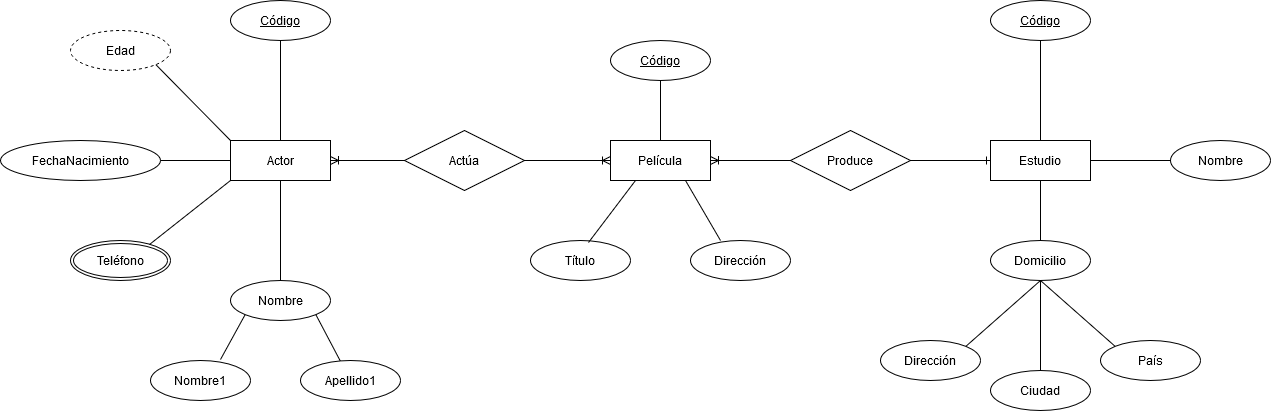 Código
Código
Edad
Código
FechaNacimiento
Actor
Actúa
Película
Produce
Estudio
Nombre
Teléfono
Título
Dirección
Domicilio
Nombre
Dirección
País
Nombre1
Apellido1
Ciudad